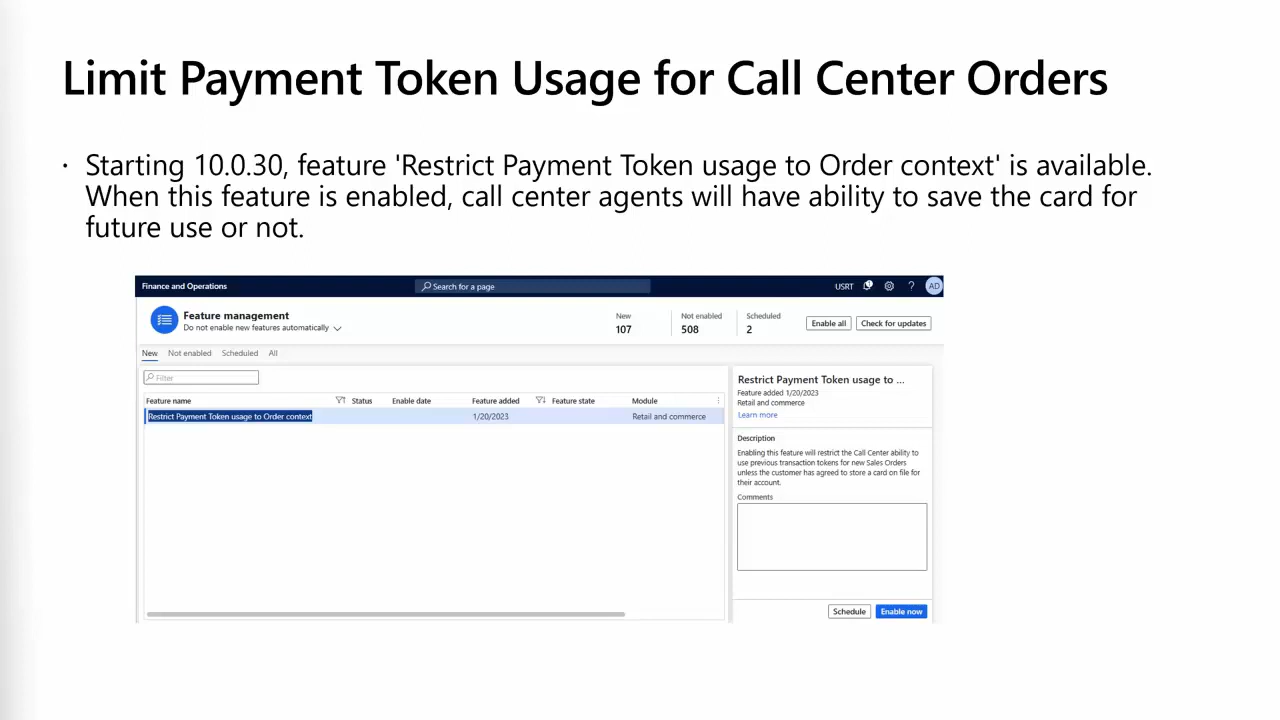 Limit Payment Token Usage for Call Center Orders
• Starting 10.0.30, feature 'Restrict Payment Token usage to Order context' is available.
When this feature is enabled, call center agents will have ability to save the card for
future use or not.
Finance and Operations
Search for a page
USRT
1
?
AD
Feature management
Do not enable new features automatically
New
107
Not enabled
508
Scheduled
2
Enable all
Check for updates
New Not enabled Scheduled All
Filter
Feature name Status Enable date Feature added Feature state Module
Restrict Payment Token usage to Order context 1/20/2023 Retail and commerce
Restrict Payment Token usage to ...
Feature added 1/20/2023
Retail and commerce
Learn more
Description
Enabling this feature will restrict the Call Center ability to
use previous transaction tokens for new Sales Orders
unless the customer has agreed to store a card on file for
their account.
Comments
Schedule
Enable now